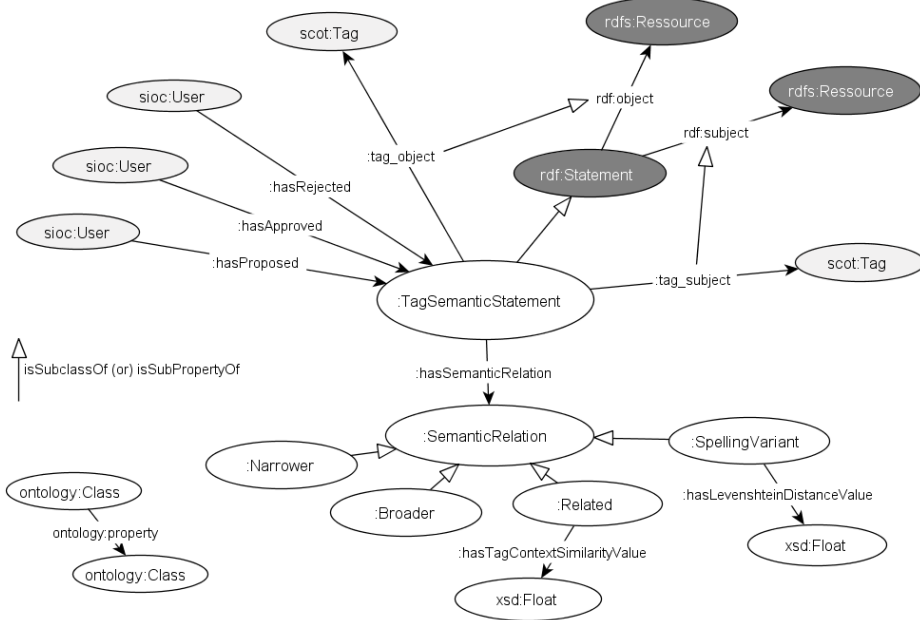 rdfs:Ressource
scot:Tag
rdfs:Ressource
sioc:User
rdf:object
rdf:subject
:tag_object
sioc:User
rdf:Statement
:hasRejected
:hasApproved
sioc:User
:hasProposed
scot:Tag
:tag_subject
:TagSemanticStatement
isSubclassOf (or) isSubPropertyOf
:hasSemanticRelation
:SemanticRelation
:SpellingVariant
:Narrower
ontology:Class
:hasLevenshteinDistanceValue
:Related
:Broader
ontology:property
:hasTagContextSimilarityValue
xsd:Float
ontology:Class
xsd:Float